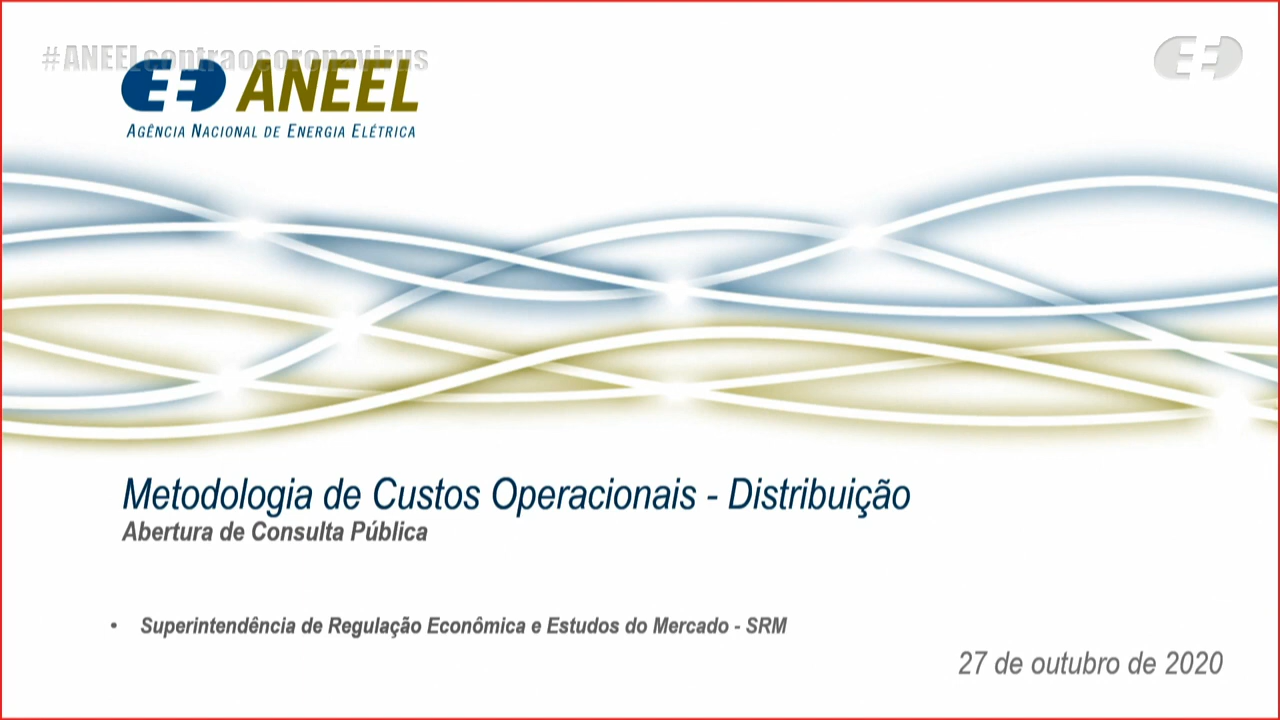 #ANEELcontraocoronavirus
ANEEL
AGÊNCIA NACIONAL DE ENERGIA ELÉTRICA
Metodologia de Custos Operacionais - Distribuição
Abertura de Consulta Pública
• Superintendência de Regulação Econômica e Estudos do Mercado - SRM
27 de outubro de 2020